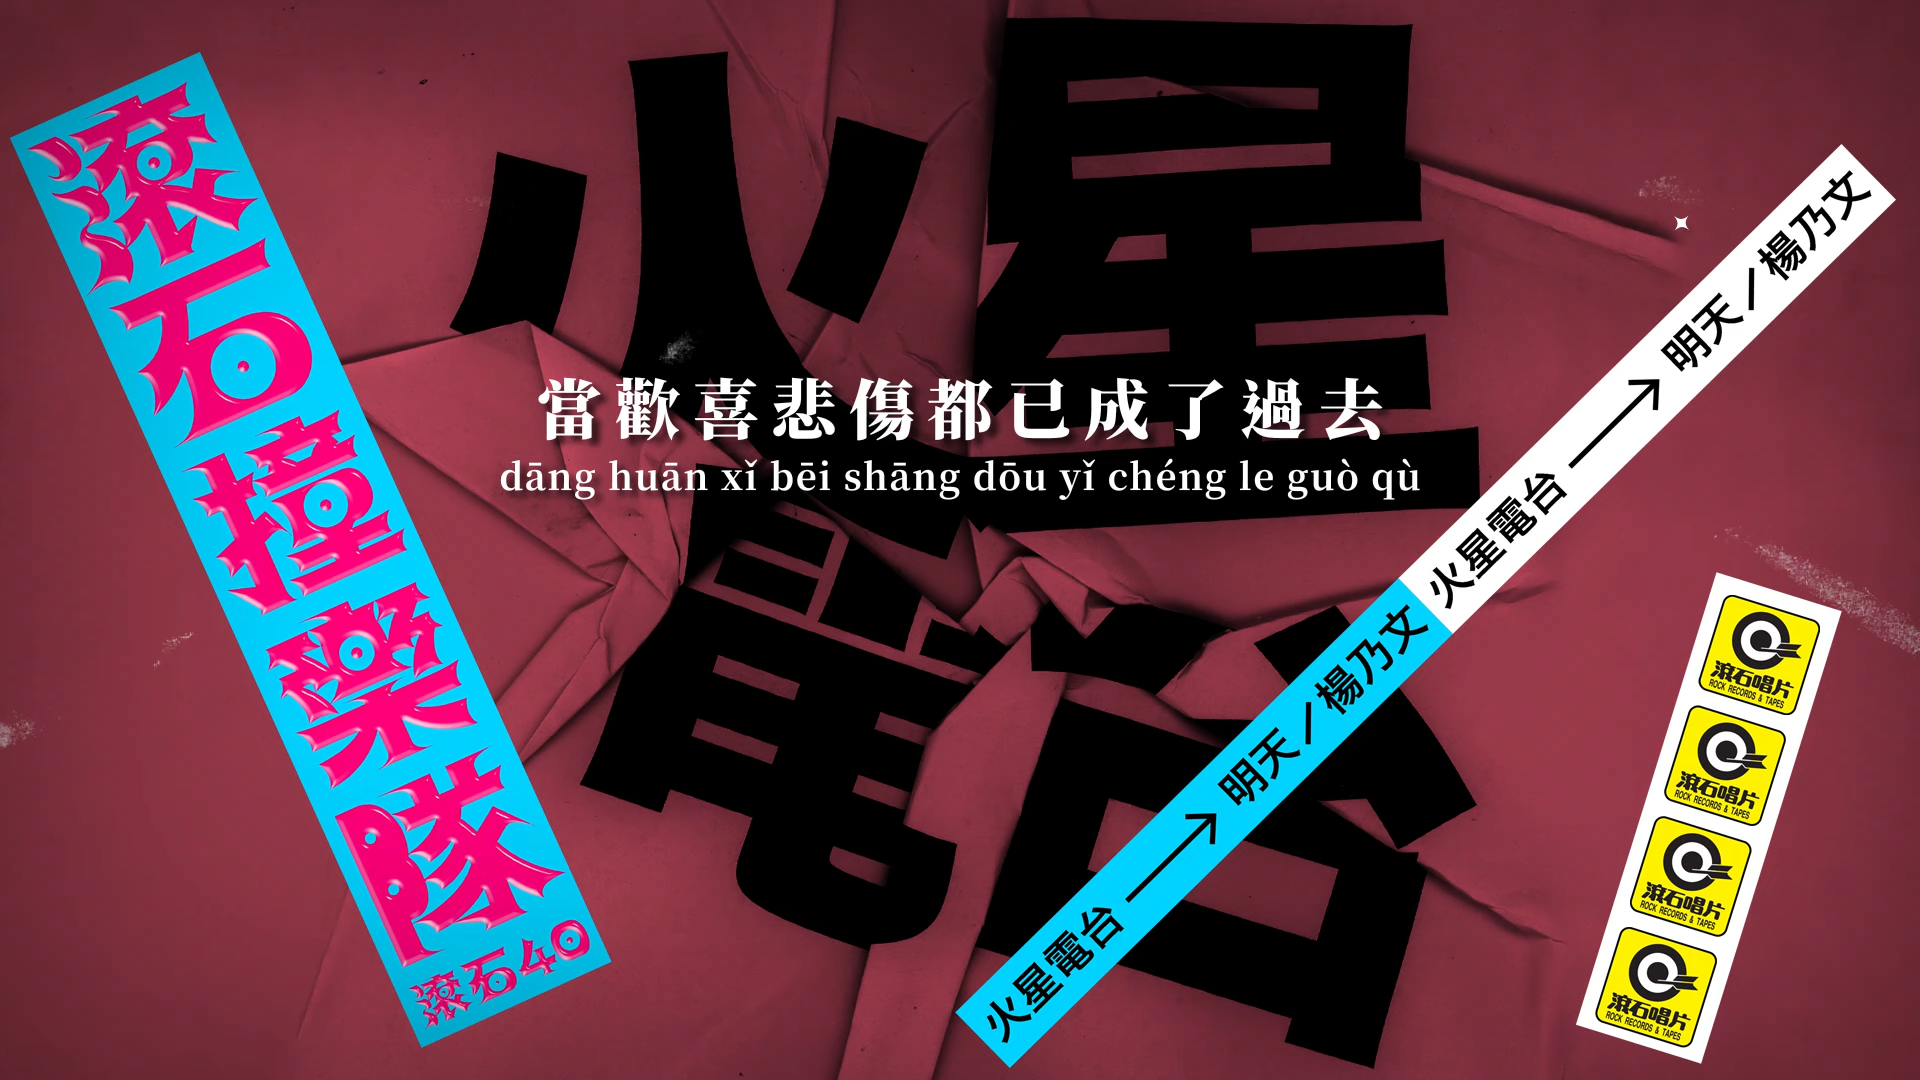 滾石撞樂隊
滾石40
火星
電台
當歡喜悲傷都已成了過去
dāng huān xǐ bēi shāng dōu yǐ chéng le guò qù
火星電台→明天／楊乃文
火星電台→明天／楊乃文
滾石唱片
ROCK RECORDS & TAPES
滾石唱片
ROCK RECORDS & TAPES
滾石唱片
ROCK RECORDS & TAPES
滾石唱片
ROCK RECORDS & TAPES